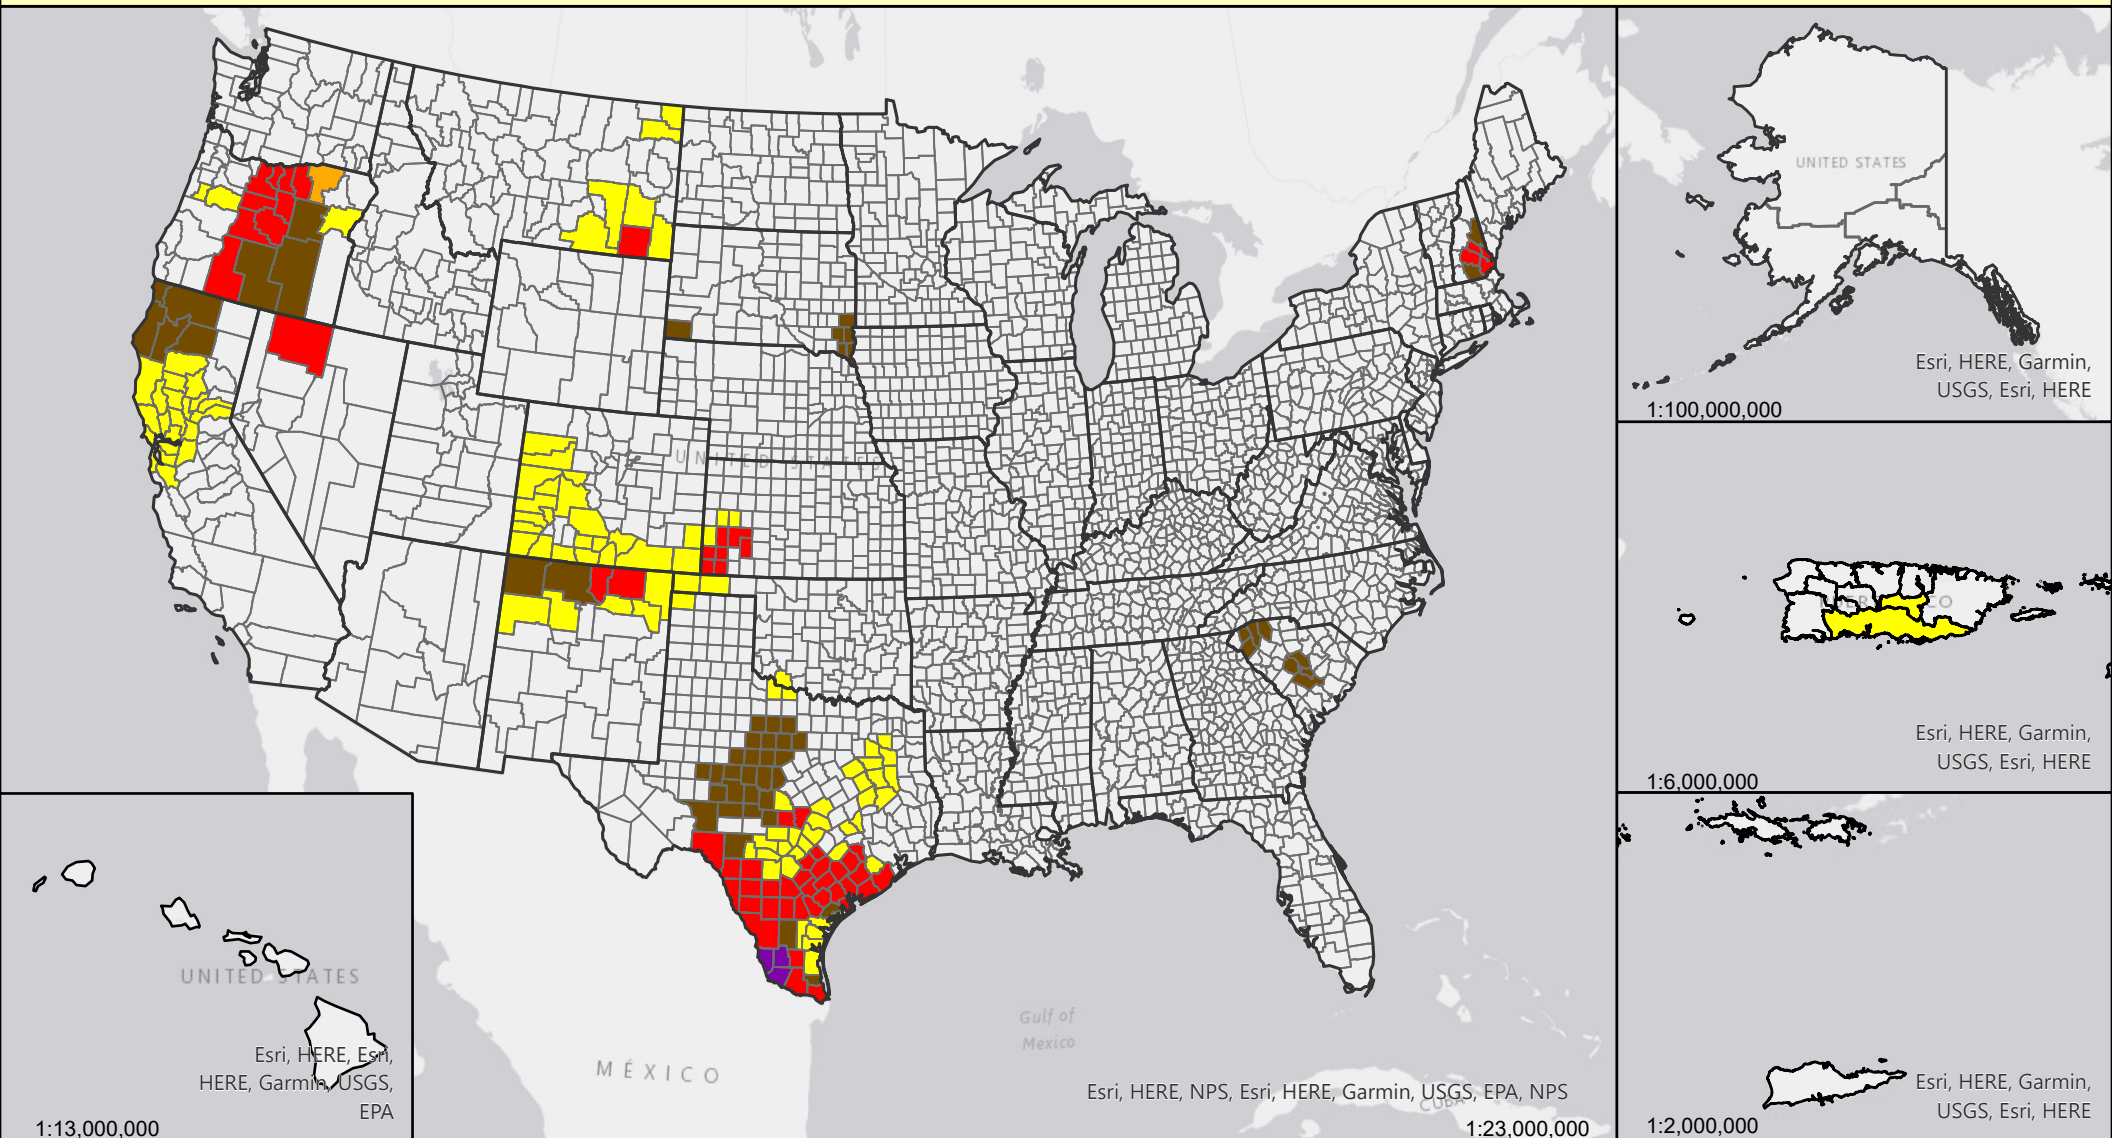 UNITED STATES
Esri, HERE, Garmin,
USGS, Esri, HERE
1:100,000,000
UNITED STATES
Esri, HERE, Garmin,
USGS, Esri, HERE
1:6,000,000
UNITED STATES
Esri, HERE, Esri,
HERE, Garmin, USGS,
EPA
1:13,000,000
Gulf of
Mexico
MÉXICO
CUBA
Esri, HERE, NPS, Esri, HERE, Garmin, USGS, EPA, NPS
1:23,000,000
Esri, HERE, Garmin,
USGS, Esri, HERE
1:2,000,000